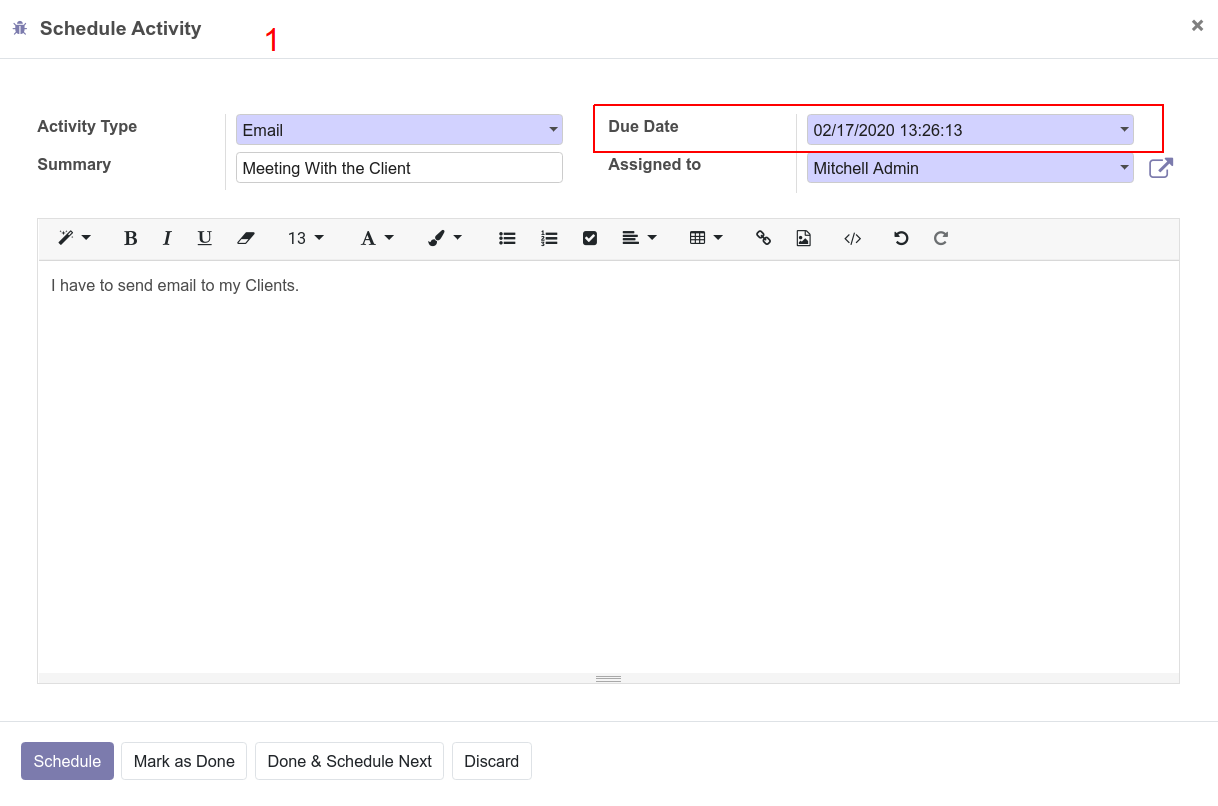 Schedule Activity
1
×
Activity Type
Email
Due Date
02/17/2020 13:26:13
Summary
Meeting With the Client
Assigned to
Mitchell Admin
B I U 13 A
I have to send email to my Clients.
Schedule
Mark as Done
Done & Schedule Next
Discard